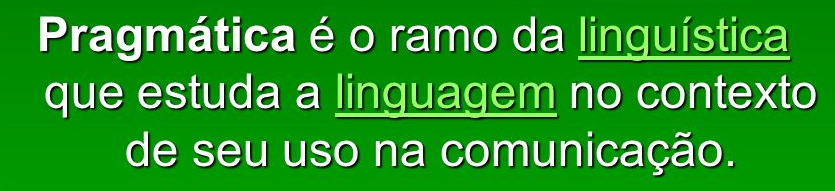 Pragmática é o ramo da linguística
que estuda a linguagem no contexto
de seu uso na comunicação.